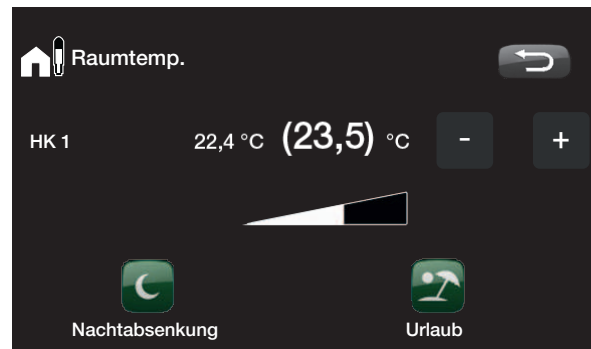 Raumtemp.
HK 1 22,4 °C (23,5) °C - +
Nachtabsenkung Urlaub